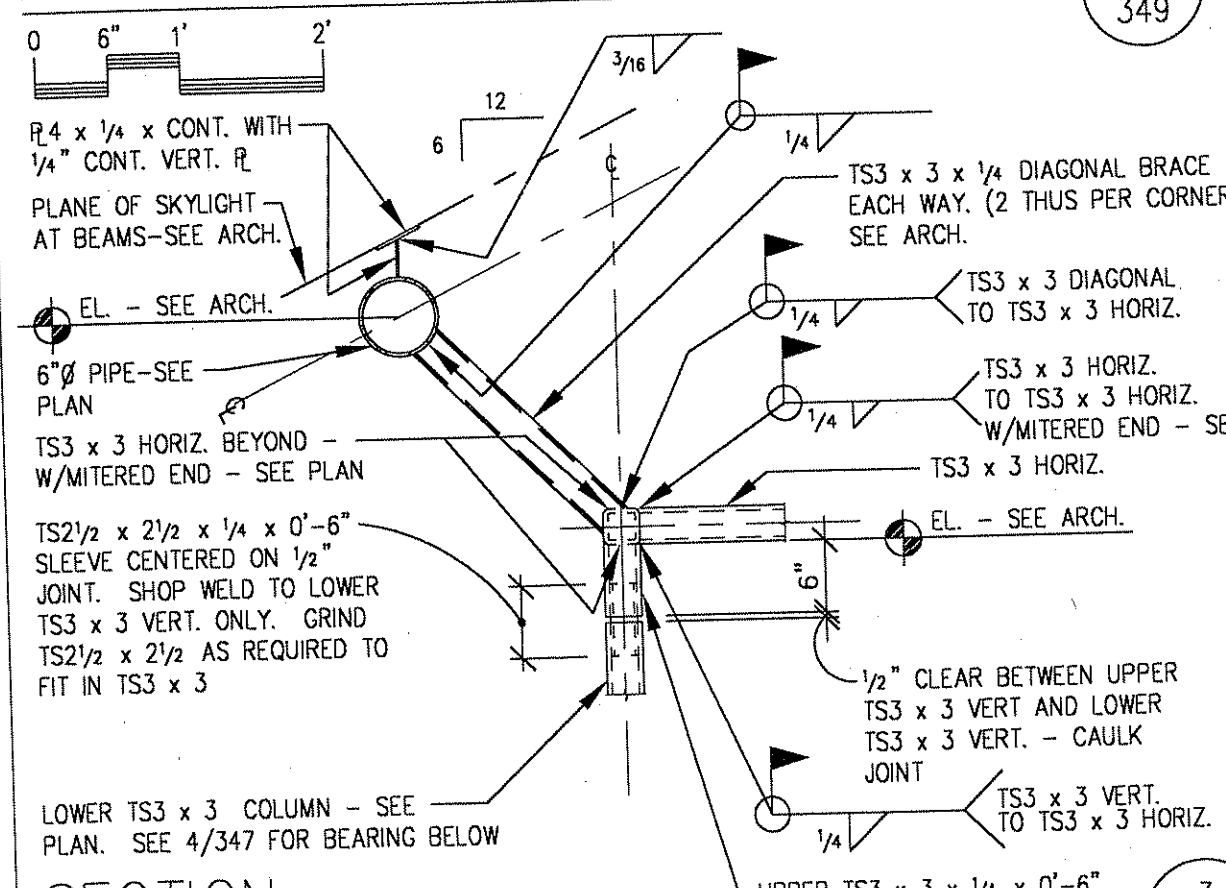 349
0 6" 1' 2'
3/16
12
6
1/4
℄
PL 4 x 1/4 x CONT. WITH
1/4" CONT. VERT. PL
PLANE OF SKYLIGHT
AT BEAMS-SEE ARCH.
TS3 x 3 x 1/4 DIAGONAL BRACE
EACH WAY. (2 THUS PER CORNER
SEE ARCH.
EL. - SEE ARCH.
6"Ø PIPE-SEE
PLAN
℄
TS3 x 3 DIAGONAL
TO TS3 x 3 HORIZ.
1/4
TS3 x 3 HORIZ.
TO TS3 x 3 HORIZ.
W/MITERED END - SE
1/4
TS3 x 3 HORIZ. BEYOND -
W/MITERED END - SEE PLAN
TS3 x 3 HORIZ.
EL. - SEE ARCH.
TS2 1/2 x 2 1/2 x 1/4 x 0'-6"
SLEEVE CENTERED ON 1/2"
JOINT. SHOP WELD TO LOWER
TS3 x 3 VERT. ONLY. GRIND
TS2 1/2 x 2 1/2 AS REQUIRED TO
FIT IN TS3 x 3
6"
1/2" CLEAR BETWEEN UPPER
TS3 x 3 VERT AND LOWER
TS3 x 3 VERT. - CAULK
JOINT
LOWER TS3 x 3 COLUMN - SEE
PLAN. SEE 4/347 FOR BEARING BELOW
TS3 x 3 VERT.
TO TS3 x 3 HORIZ.
1/4
SECTION
UPPER TS3 x 3 x 1/4 x 0'-6"